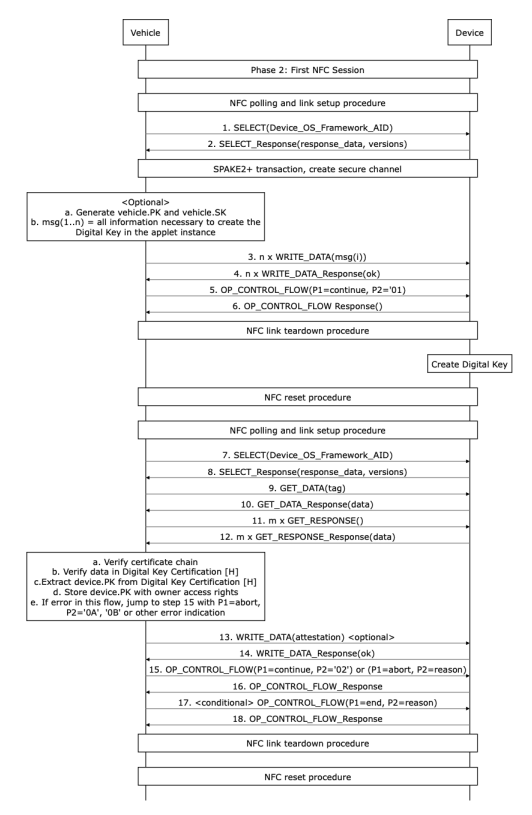 Vehicle
Device
Phase 2: First NFC Session
NFC polling and link setup procedure
1. SELECT(Device_OS_Framework_AID)
2. SELECT_Response(response_data, versions)
SPAKE2+ transaction, create secure channel
<Optional>
a. Generate vehicle.PK and vehicle.SK
b. msg(1..n) = all information necessary to create the
Digital Key in the applet instance
3. n x WRITE_DATA(msg(i))
4. n x WRITE_DATA_Response(ok)
5. OP_CONTROL_FLOW(P1=continue, P2='01)
6. OP_CONTROL_FLOW Response()
NFC link teardown procedure
Create Digital Key
NFC reset procedure
NFC polling and link setup procedure
7. SELECT(Device_OS_Framework_AID)
8. SELECT_Response(response_data, versions)
9. GET_DATA(tag)
10. GET_DATA_Response(data)
11. m x GET_RESPONSE()
12. m x GET_RESPONSE_Response(data)
a. Verify certificate chain
b. Verify data in Digital Key Certification [H]
c.Extract device.PK from Digital Key Certification [H]
d. Store device.PK with owner access rights
e. If error in this flow, jump to step 15 with P1=abort,
P2='0A', '0B' or other error indication
13. WRITE_DATA(attestation) <optional>
14. WRITE_DATA_Response(ok)
15. OP_CONTROL_FLOW(P1=continue, P2='02') or (P1=abort, P2=reason)
16. OP_CONTROL_FLOW_Response
17. <conditional> OP_CONTROL_FLOW(P1=end, P2=reason)
18. OP_CONTROL_FLOW_Response
NFC link teardown procedure
NFC reset procedure